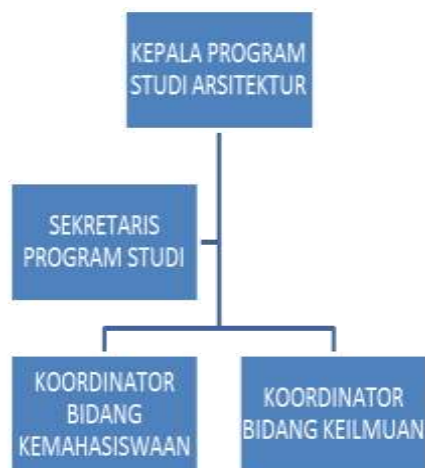 KEPALA PROGRAM
STUDI ARSITEKTUR
SEKRETARIS
PROGRAM STUDI
KOORDINATOR
BIDANG
KEMAHASISWAAN
KOORDINATOR
BIDANG KEILMUAN